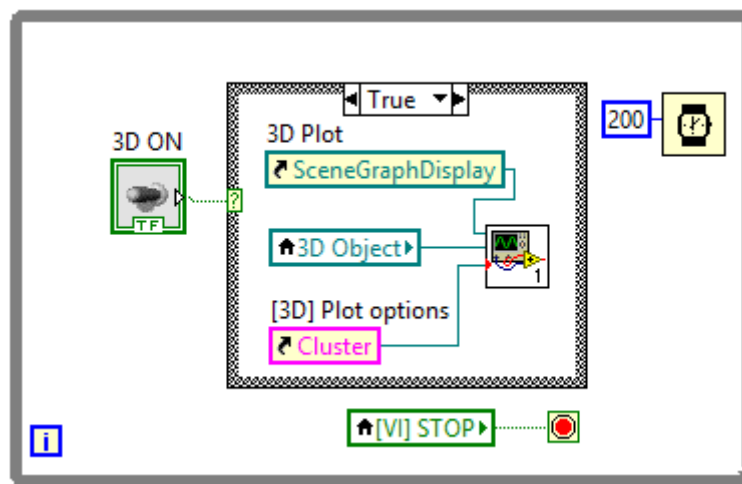 True
3D Plot
SceneGraphDisplay
200
3D ON
TF
?
3D Object
1
[3D] Plot options
Cluster
[VI] STOP
i